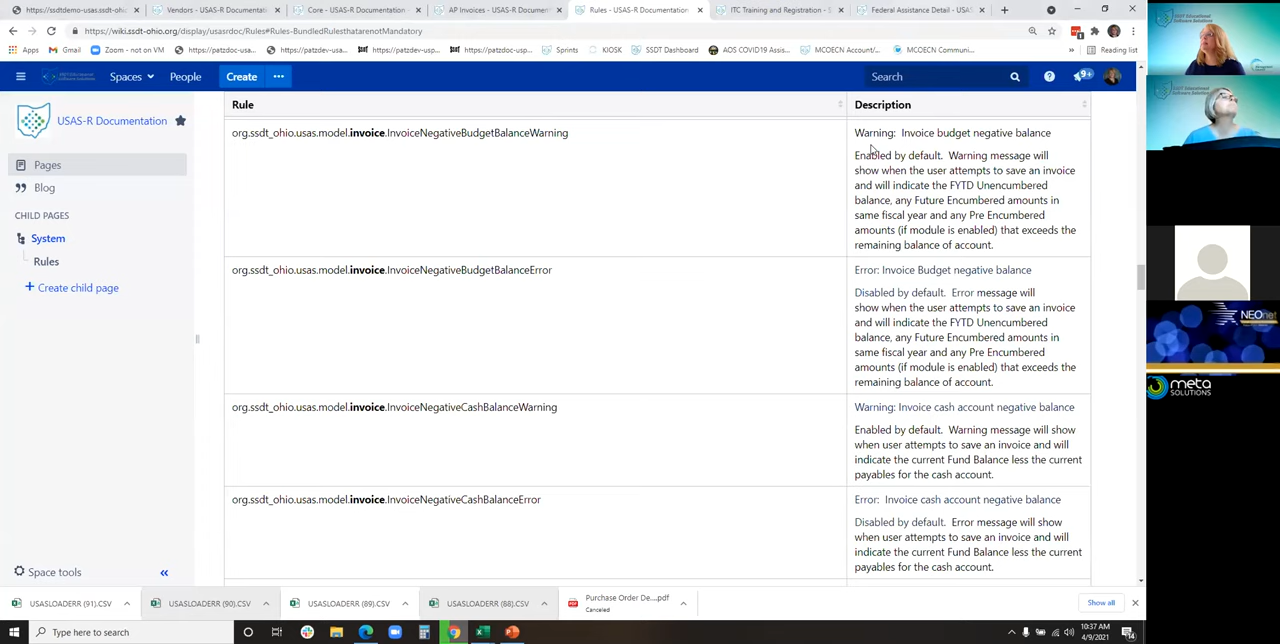 https://ssdtdemo-usas.ssdt-ohi
Vendors - USAS-R Documentation
Core - USAS-R Documentation
AP Invoices - USAS-R Document
Rules - USAS-R Documentation
ITC Training and Registration - S
Federal Assistance Detail - USAS
wiki.ssdt-ohio.org/display/usasrdoc/Rules#Rules-BundledRulesthatarenotMandatory
Apps
Gmail
Zoom - not on VM
https://patzdoc-usa...
https://patzdev-usa...
https://patzdev-usp...
https://patzdoc-usp...
Sprints
KIOSK
SSDT Dashboard
AOS COVID19 Assist...
MCOECN Account/...
MCOECN Communi...
Reading list
Spaces
People
Create
Search
9+
USAS-R Documentation
Pages
Blog
CHILD PAGES
System
Rules
+ Create child page
Space tools
Rule
Description
org.ssdt_ohio.usas.model.invoice.InvoiceNegativeBudgetBalanceWarning
Warning: Invoice budget negative balance
Enabled by default. Warning message will
show when the user attempts to save an invoice
and will indicate the FYTD Unencumbered
balance, any Future Encumbered amounts in
same fiscal year and any Pre Encumbered
amounts (if module is enabled) that exceeds the
remaining balance of account.
org.ssdt_ohio.usas.model.invoice.InvoiceNegativeBudgetBalanceError
Error: Invoice Budget negative balance
Disabled by default. Error message will
show when the user attempts to save an invoice
and will indicate the FYTD Unencumbered
balance, any Future Encumbered amounts in
same fiscal year and any Pre Encumbered
amounts (if module is enabled) that exceeds the
remaining balance of account.
org.ssdt_ohio.usas.model.invoice.InvoiceNegativeCashBalanceWarning
Warning: Invoice cash account negative balance
Enabled by default. Warning message will show
when user attempts to save an invoice and will
indicate the current Fund Balance less the current
payables for the cash account.
org.ssdt_ohio.usas.model.invoice.InvoiceNegativeCashBalanceError
Error: Invoice cash account negative balance
Disabled by default. Error message will show
when user attempts to save an invoice and will
indicate the current Fund Balance less the current
payables for the cash account.
USASLOADERR (91).CSV
USASLOADERR (90).CSV
USASLOADERR (89).CSV
USASLOADERR (88).CSV
Purchase Order De....pdf
Canceled
Show all
Type here to search
10:37 AM
4/9/2021
NEOnet
meta
SOLUTIONS